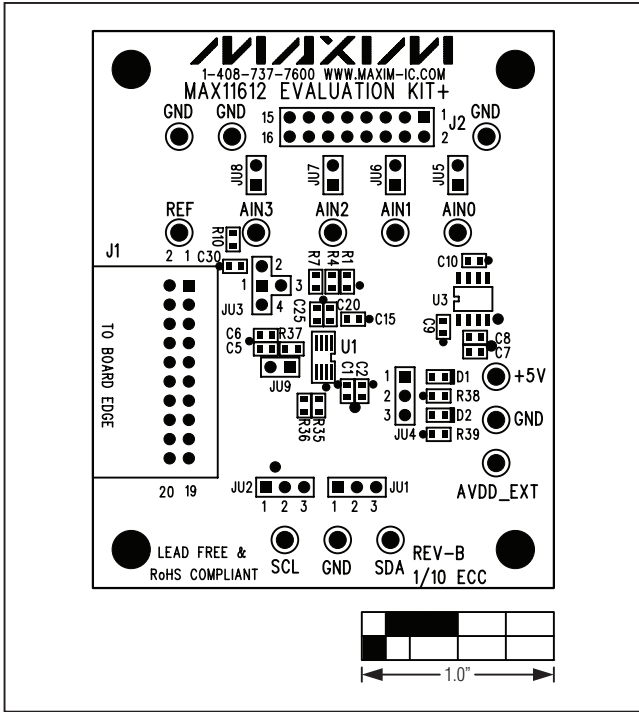 MAXIM
1-408-737-7600 WWW.MAXIM-IC.COM
MAX11612 EVALUATION KIT+
GND GND 15 1 J2 GND
16 2
JU8 JU7 JU6 JU5
REF AIN3 AIN2 AIN1 AIN0
J1 2 1 R10
C30 2 R7 R4 R1 C10
1 3 U3
JU3 4 C25 C20 C15 C9
TO BOARD EDGE
C6 R37 C8
C5 U1 C7
JU9 C1 C2 1 D1 +5V
2 R38
R36 R35 3 D2 GND
JU4 R39
20 19 JU2 JU1 AVDD_EXT
1 2 3 1 2 3
LEAD FREE & SCL GND SDA REV-B
RoHS COMPLIANT 1/10 ECC
1.0"